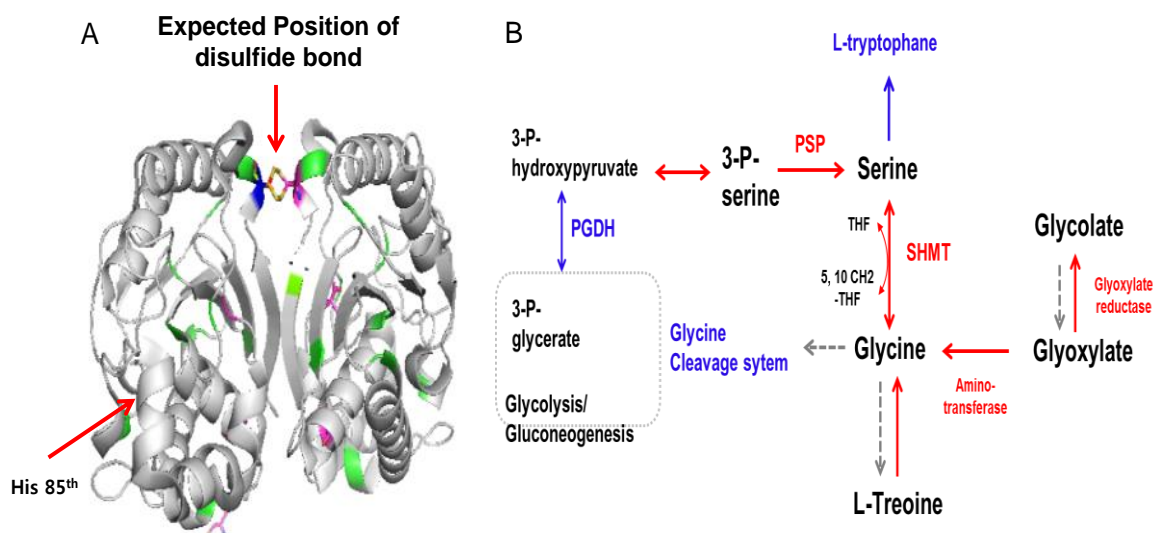 A
Expected Position of
disulfide bond
His 85th
B
L-tryptophane
3-P-
hydroxypyruvate
3-P-
serine
PSP
Serine
PGDH
THF
SHMT
5, 10 CH2
-THF
Glycolate
Glyoxylate
reductase
3-P-
glycerate
Glycine
Cleavage sytem
Glycine
Glyoxylate
Amino-
transferase
Glycolysis/
Gluconeogenesis
L-Treoine